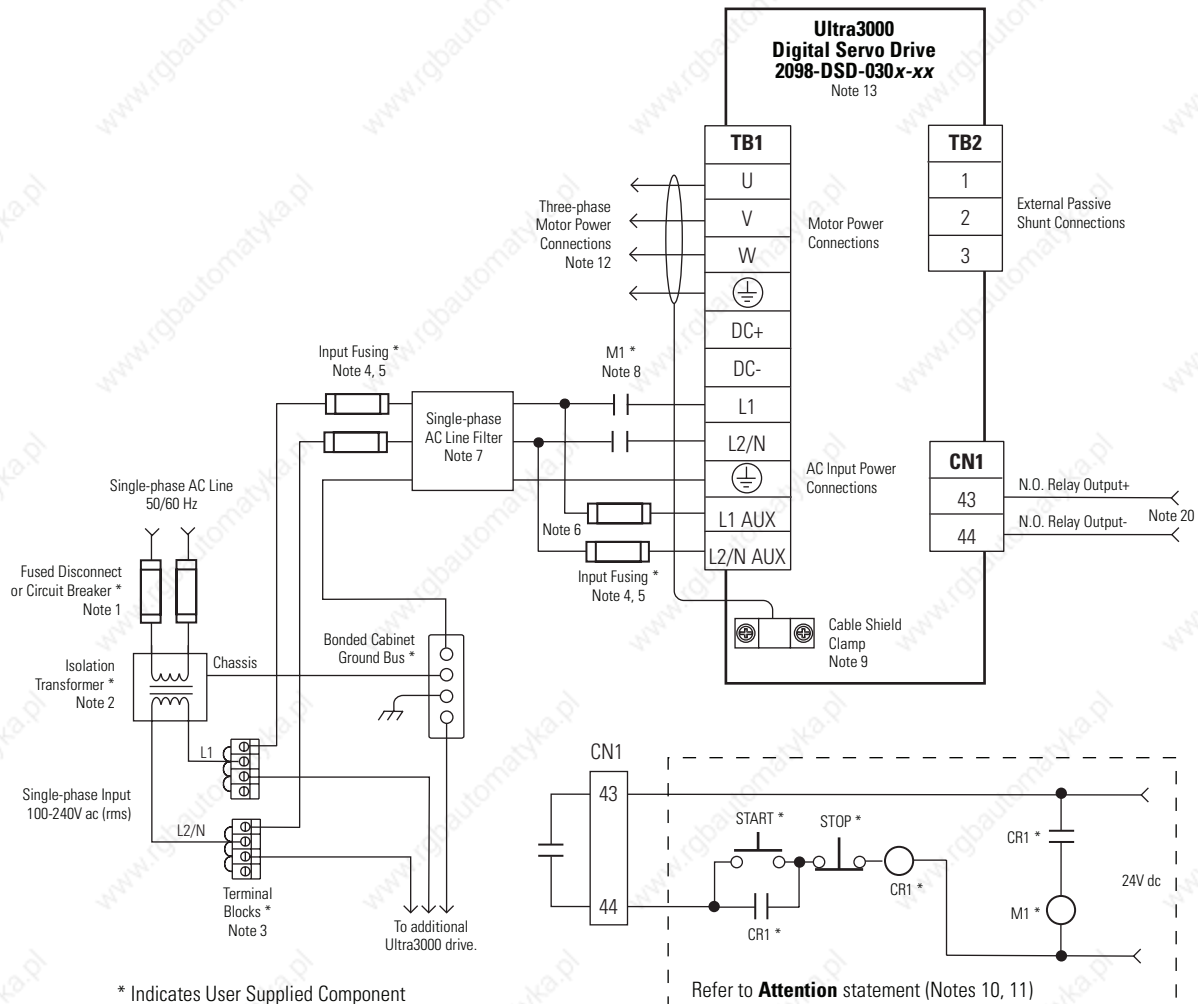 Ultra3000
Digital Servo Drive
2098-DSD-030x-xx
Note 13
TB1
U
V
W
DC+
DC-
L1
L2/N
L1 AUX
L2/N AUX
TB2
1
2
3
External Passive
Shunt Connections
Three-phase
Motor Power
Connections
Note 12
Motor Power
Connections
Input Fusing *
Note 4, 5
M1 *
Note 8
Single-phase
AC Line Filter
Note 7
AC Input Power
Connections
CN1
43
44
N.O. Relay Output+
N.O. Relay Output-
Note 20
Single-phase AC Line
50/60 Hz
Note 6
Input Fusing *
Note 4, 5
Fused Disconnect
or Circuit Breaker *
Note 1
Bonded Cabinet
Ground Bus *
Cable Shield
Clamp
Note 9
Isolation
Transformer *
Note 2
Chassis
L1
Single-phase Input
100-240V ac (rms)
L2/N
Terminal
Blocks *
Note 3
To additional
Ultra3000 drive.
CN1
43
44
START *
STOP *
CR1 *
CR1 *
CR1 *
M1 *
24V dc
* Indicates User Supplied Component
Refer to Attention statement (Notes 10, 11)
www.rgbautomatyka.pl